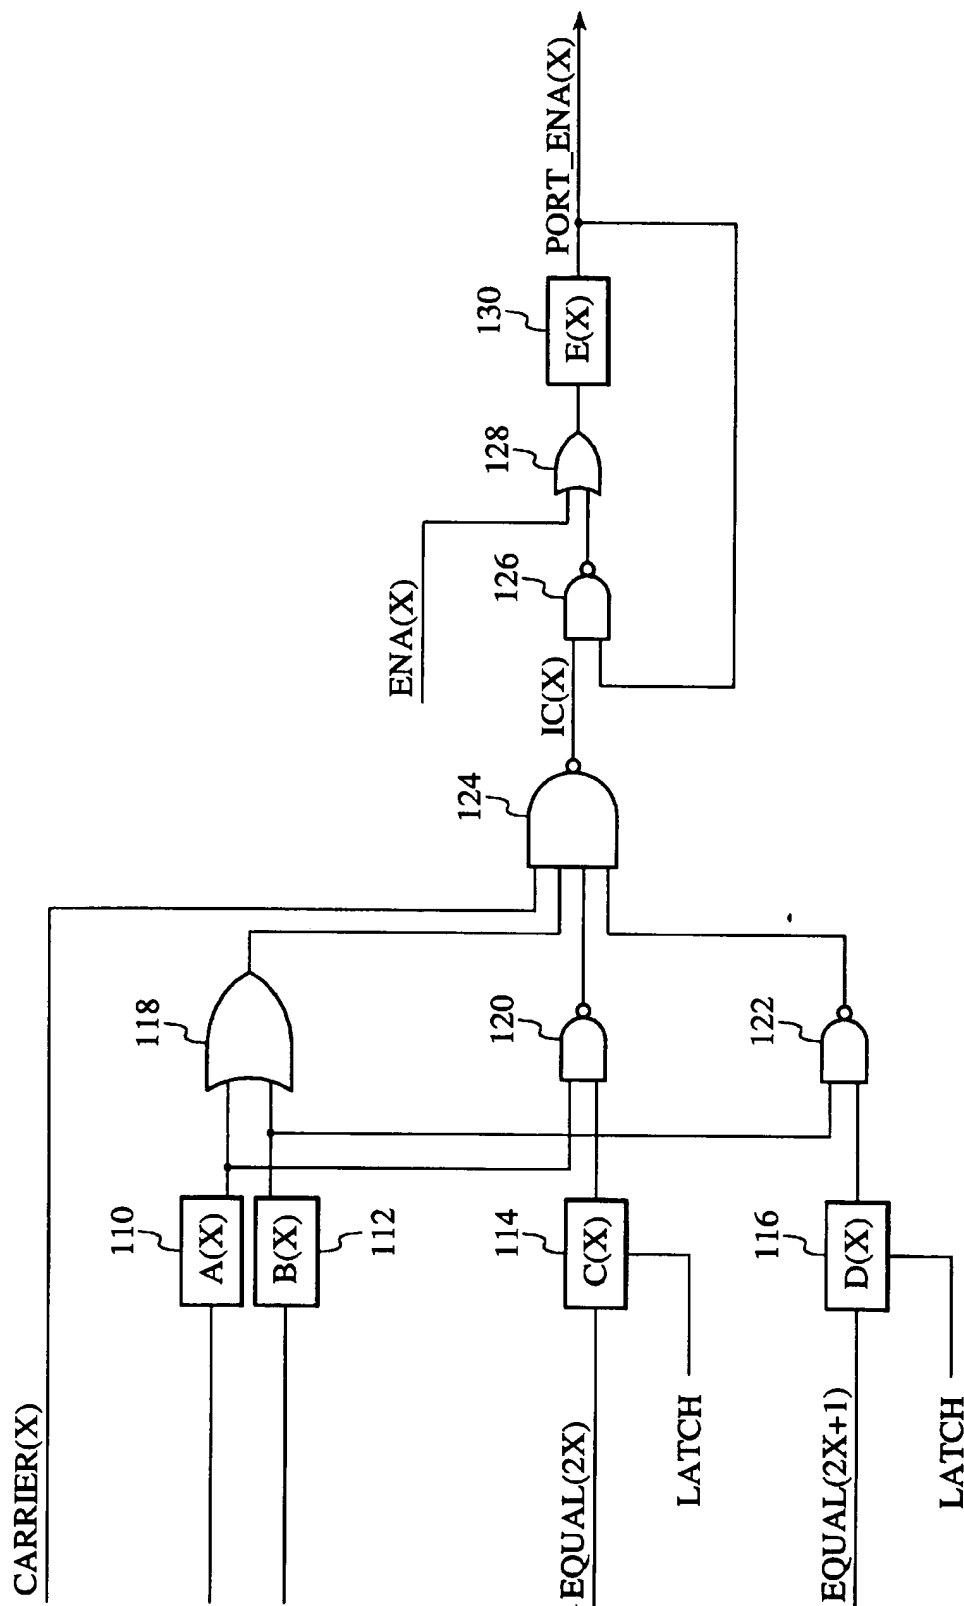 CARRIER(X)
110
A(X)
B(X)
112
118
EQUAL(2X)
114
C(X)
LATCH
120
EQUAL(2X+1)
116
D(X)
LATCH
122
124
IC(X)
ENA(X)
126
128
130
E(X)
PORT_ENA(X)